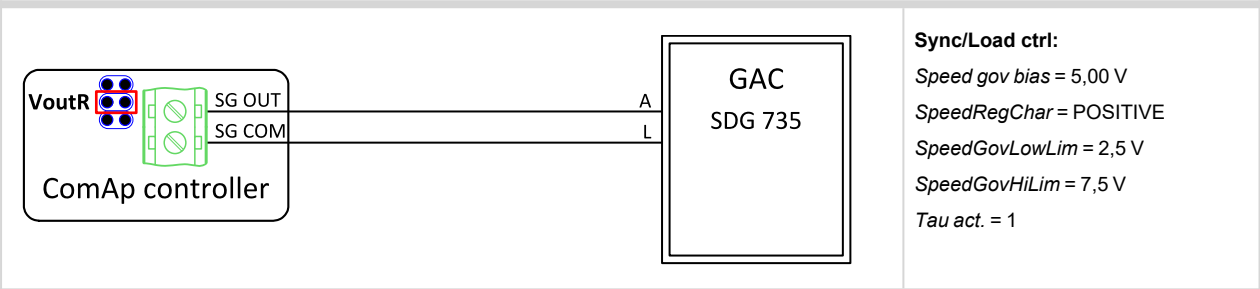 VoutR
SG OUT
SG COM
ComAp controller
A
L
GAC
SDG 735
Sync/Load ctrl:
Speed gov bias = 5,00 V
SpeedRegChar = POSITIVE
SpeedGovLowLim = 2,5 V
SpeedGovHiLim = 7,5 V
Tau act. = 1